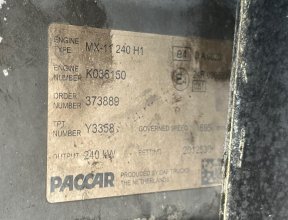 ENGINE TYPE MX-11 240 H1
ENGINE NUMBER K036150
ORDER NUMBER 373889
TPT. NUMBER Y3358 GOVERNED SPEED
OUTPUT 240 kW SETTING
PACCAR PRODUCED BY DAF TRUCKS
THE NETHERLANDS